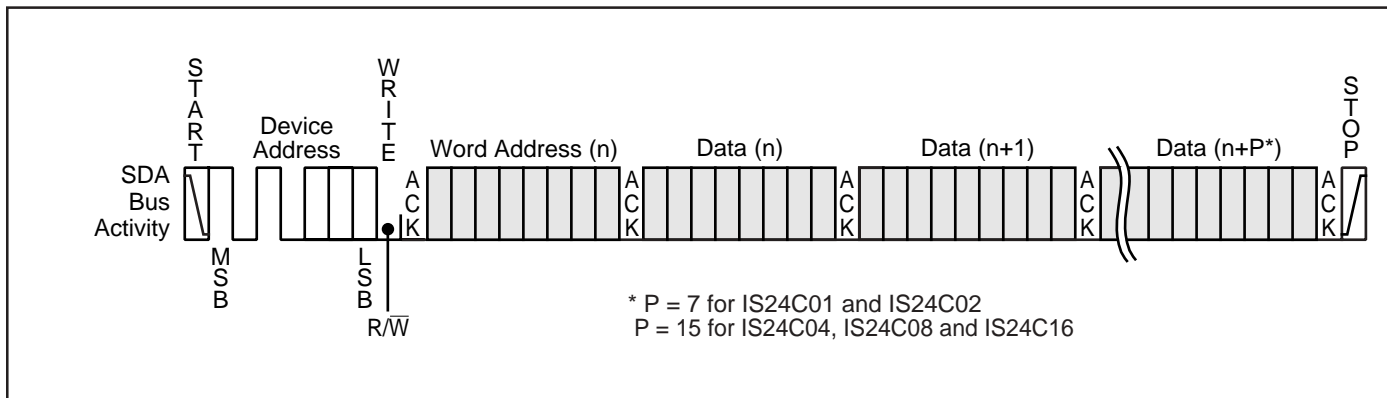 START
WRITE
STOP
Device
Address
Word Address (n)
Data (n)
Data (n+1)
Data (n+P*)
SDA
Bus
Activity
ACK
ACK
ACK
ACK
ACK
MSB
LSB
R/W̅
* P = 7 for IS24C01 and IS24C02
P = 15 for IS24C04, IS24C08 and IS24C16